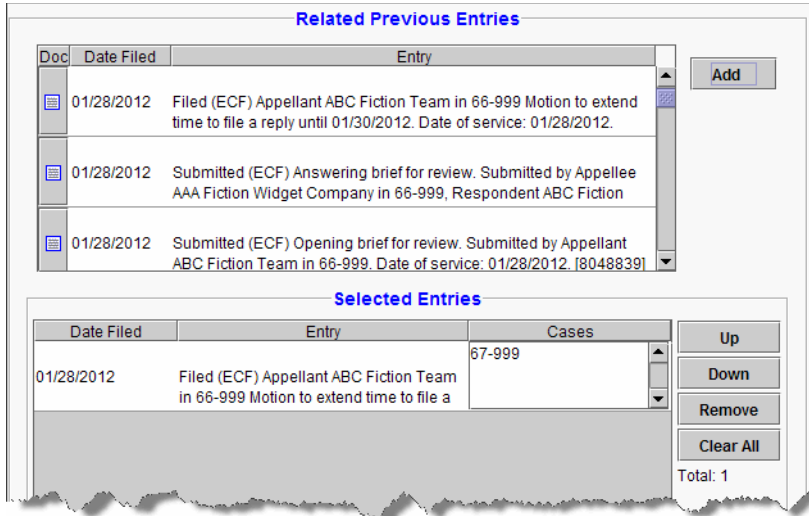 Related Previous Entries
Doc Date Filed Entry
Add
01/28/2012 Filed (ECF) Appellant ABC Fiction Team in 66-999 Motion to extend
time to file a reply until 01/30/2012. Date of service: 01/28/2012.
01/28/2012 Submitted (ECF) Answering brief for review. Submitted by Appellee
AAA Fiction Widget Company in 66-999, Respondent ABC Fiction
01/28/2012 Submitted (ECF) Opening brief for review. Submitted by Appellant
ABC Fiction Team in 66-999. Date of service: 01/28/2012. [8048839]
Selected Entries
Date Filed Entry Cases
Up
67-999
01/28/2012 Filed (ECF) Appellant ABC Fiction Team
in 66-999 Motion to extend time to file a
Down
Remove
Clear All
Total: 1